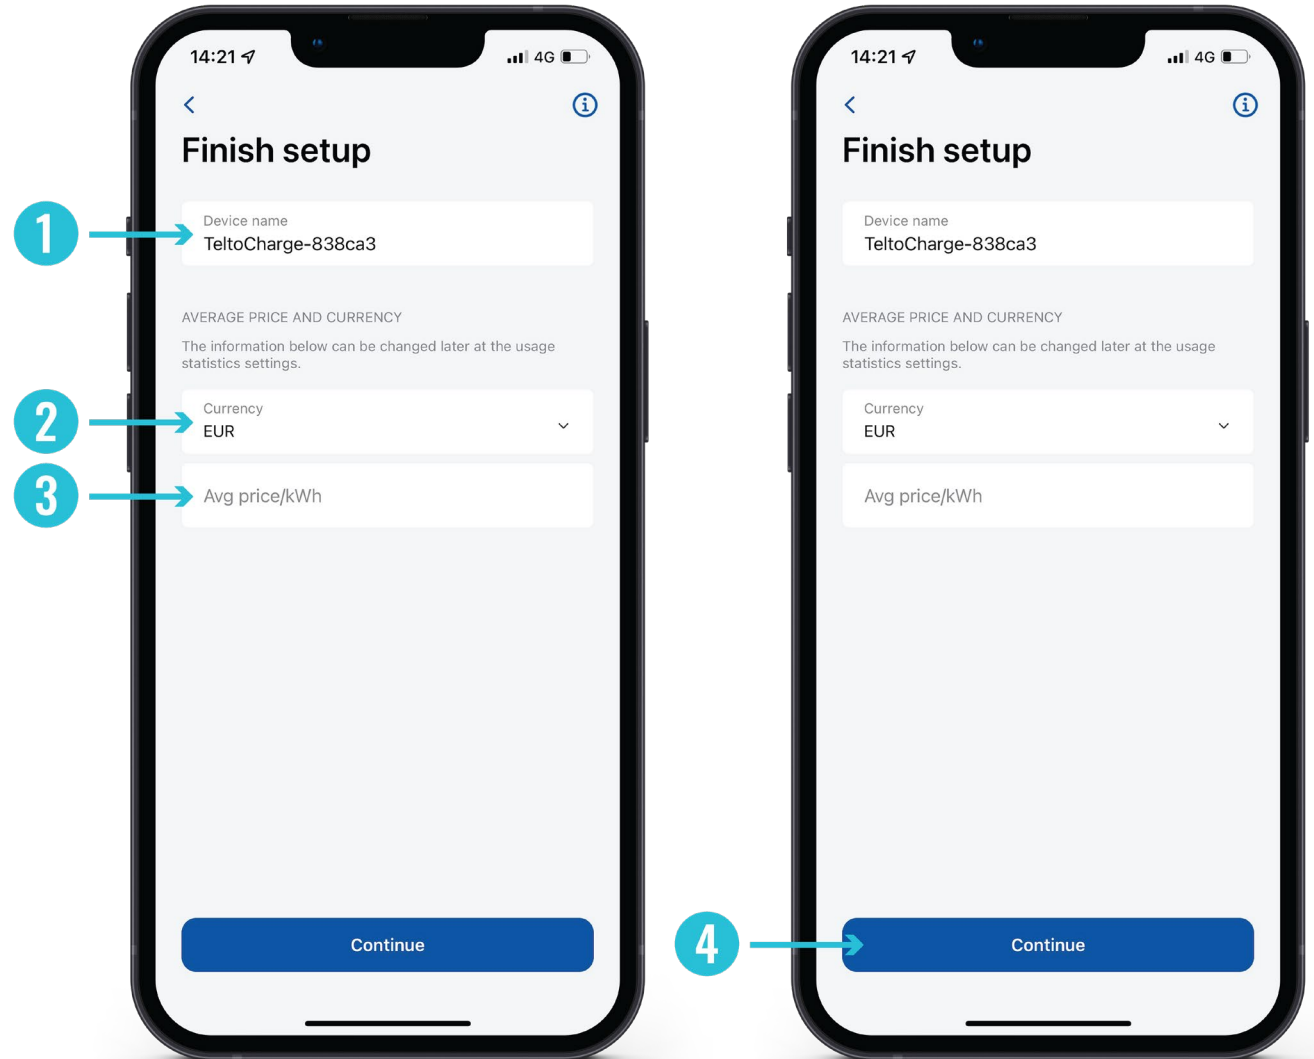 14:21
4G
Finish setup
1
Device name
TeltoCharge-838ca3
AVERAGE PRICE AND CURRENCY
The information below can be changed later at the usage
statistics settings.
2
Currency
EUR
3
Avg price/kWh
Continue
14:21
4G
Finish setup
Device name
TeltoCharge-838ca3
AVERAGE PRICE AND CURRENCY
The information below can be changed later at the usage
statistics settings.
Currency
EUR
Avg price/kWh
4
Continue